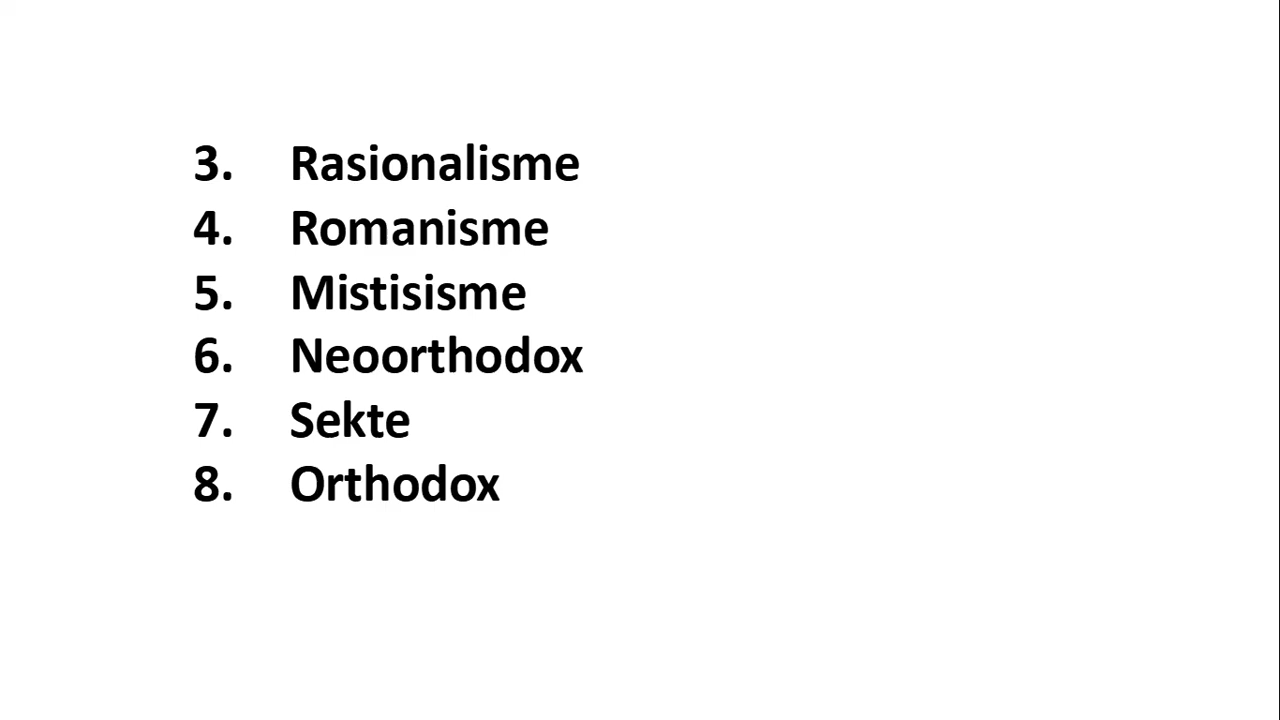 3. Rasionalisme
4. Romanisme
5. Mistisisme
6. Neoorthodox
7. Sekte
8. Orthodox